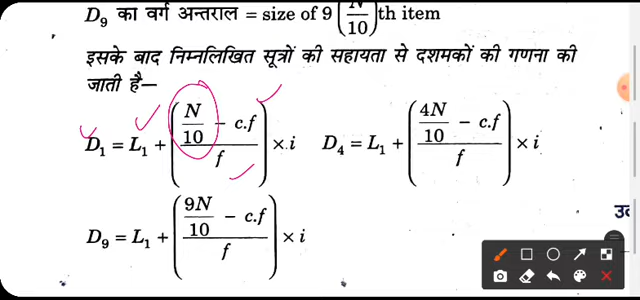 D₉ का वर्ग अन्तराल = size of 9 (N/10) th item
इसके बाद निम्नलिखित सूत्रों की सहायता से दशमकों की गणना की
जाती है—
D₁ = L₁ + ((N/10 − c.f) / f) × i    D₄ = L₁ + ((4N/10 − c.f) / f) × i
D₉ = L₁ + ((9N/10 − c.f) / f) × i